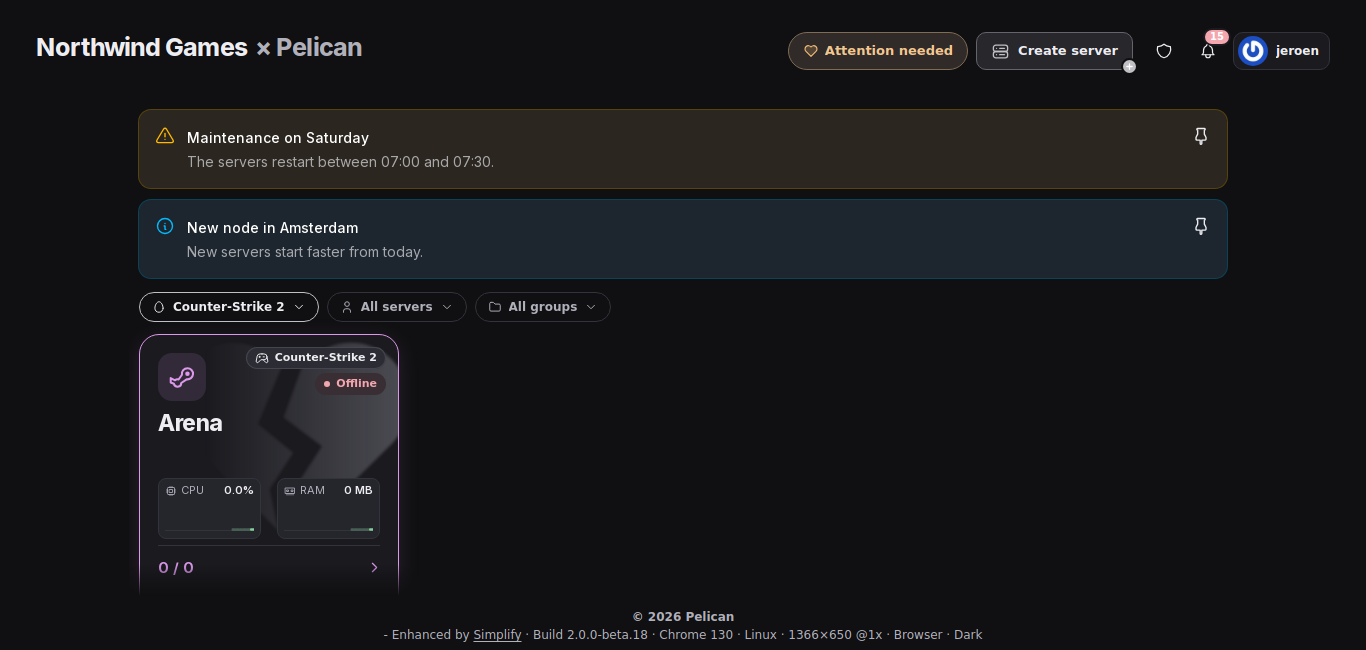 Northwind Games × Pelican
Attention needed
Create server
15
jeroen
Maintenance on Saturday
The servers restart between 07:00 and 07:30.
New node in Amsterdam
New servers start faster from today.
Counter-Strike 2
All servers
All groups
Counter-Strike 2
Offline
Arena
CPU 0.0%
RAM 0 MB
0 / 0
© 2026 Pelican
- Enhanced by Simplify · Build 2.0.0-beta.18 · Chrome 130 · Linux · 1366×650 @1x · Browser · Dark